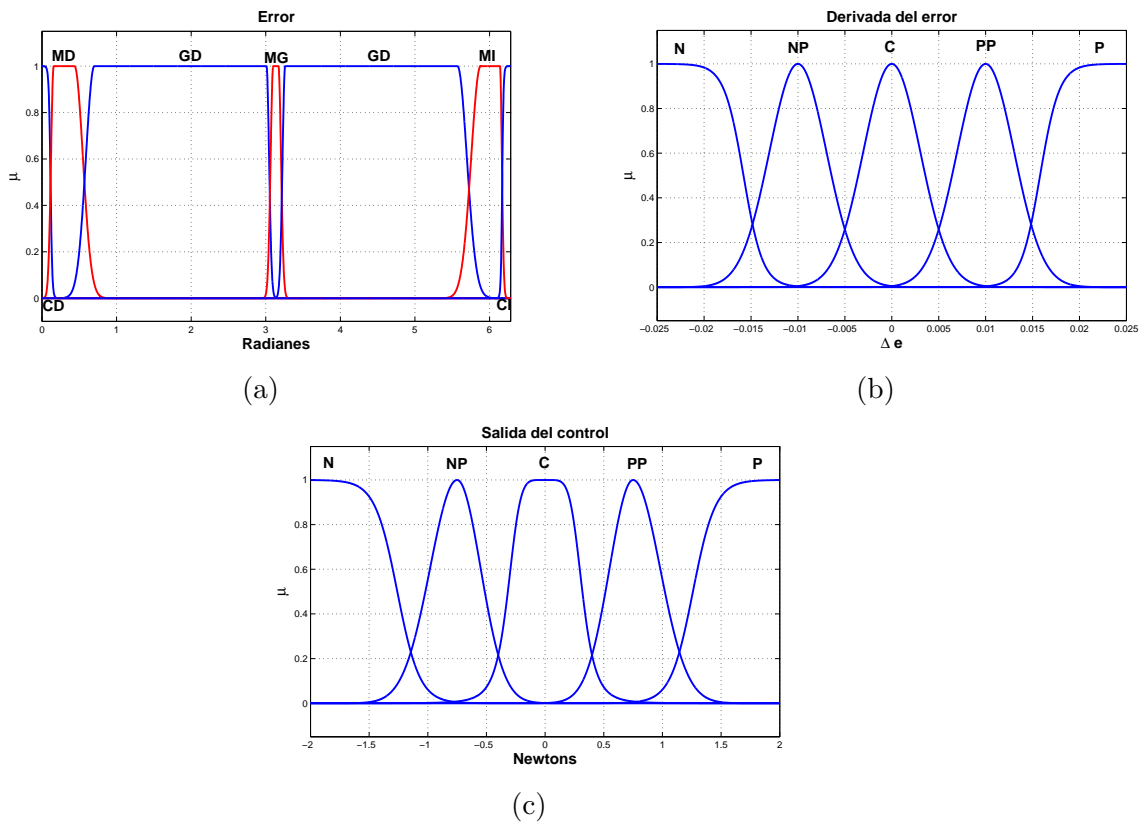 Error
MD GD MG GD MI
1
0.8
0.6
μ
0.4
0.2
0
CD CI
0 1 2 3 4 5 6
Radianes
(a)
Derivada del error
N NP C PP P
1
0.8
0.6
μ
0.4
0.2
0
−0.025 −0.02 −0.015 −0.01 −0.005 0 0.005 0.01 0.015 0.02 0.025
Δ e
(b)
Salida del control
N NP C PP P
1
0.8
0.6
μ
0.4
0.2
0
−2 −1.5 −1 −0.5 0 0.5 1 1.5 2
Newtons
(c)